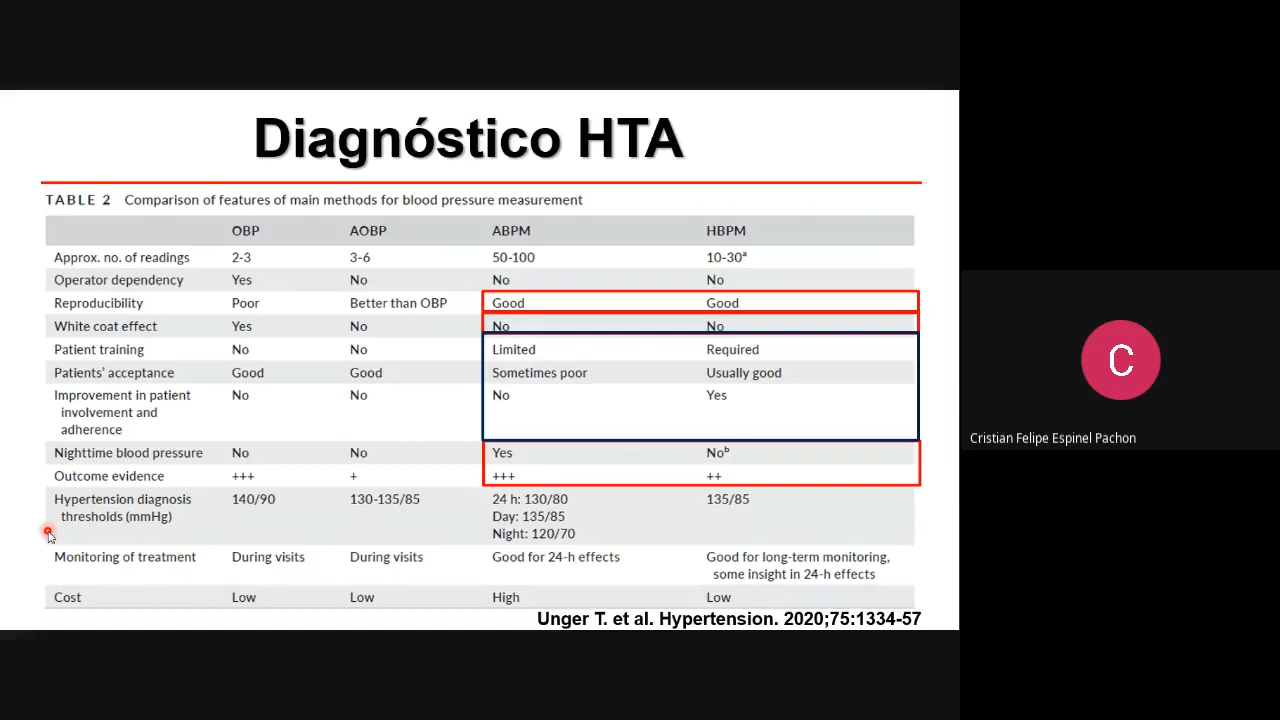 Diagnóstico HTA
TABLE 2 Comparison of features of main methods for blood pressure measurement
OBP AOBP ABPM HBPM
Approx. no. of readings 2-3 3-6 50-100 10-30ᵃ
Operator dependency Yes No No No
Reproducibility Poor Better than OBP Good Good
White coat effect Yes No No No
Patient training No No Limited Required
Patients' acceptance Good Good Sometimes poor Usually good
Improvement in patient No No No Yes
involvement and
adherence
Nighttime blood pressure No No Yes Noᵇ
Outcome evidence +++ + +++ ++
Hypertension diagnosis 140/90 130-135/85 24 h: 130/80 135/85
thresholds (mmHg) Day: 135/85
Night: 120/70
Monitoring of treatment During visits During visits Good for 24-h effects Good for long-term monitoring,
some insight in 24-h effects
Cost Low Low High Low
Unger T. et al. Hypertension. 2020;75:1334-57
C
Cristian Felipe Espinel Pachon